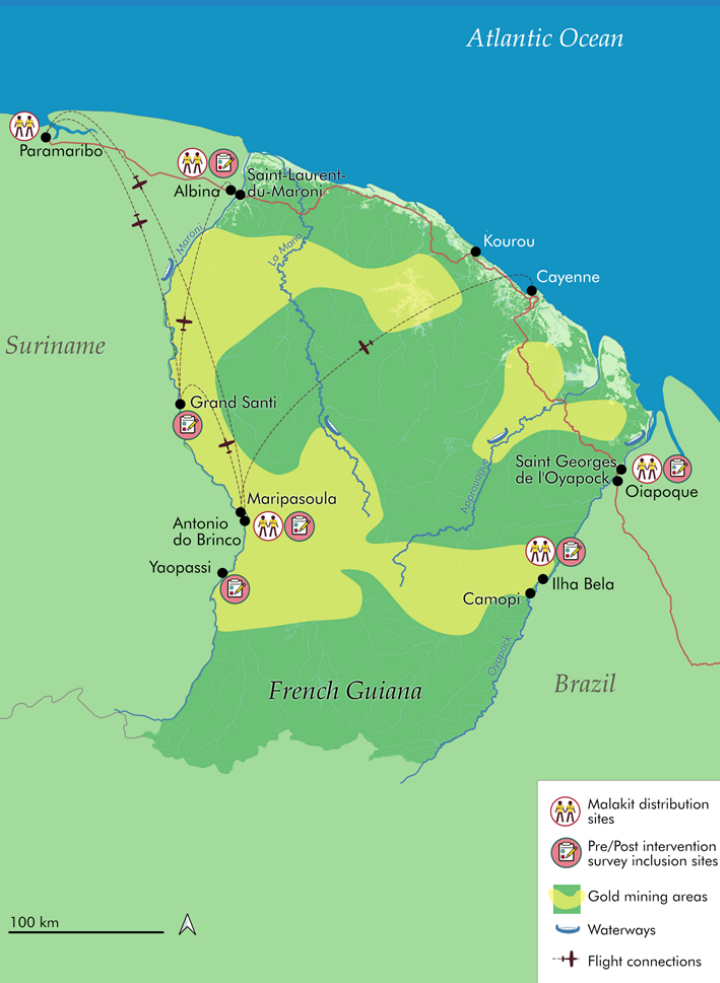 Atlantic Ocean
Paramaribo
Albina
Saint-Laurent-
du-Maroni
Maroni
La Mana
Kourou
Cayenne
Suriname
Grand Santi
Approuague
Saint Georges
de l'Oyapock
Oiapoque
Maripasoula
Antonio
do Brinco
Yaopassi
Ilha Bela
Camopi
Oyapock
French Guiana
Brazil
Malakit distribution
sites
Pre/Post intervention
survey inclusion sites
Gold mining areas
Waterways
Flight connections
100 km